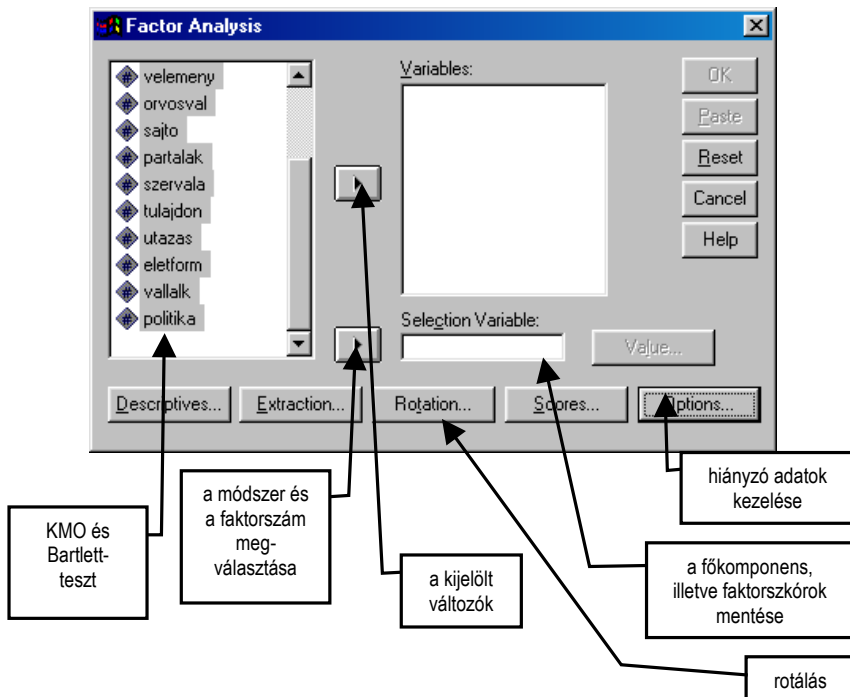 Factor Analysis
velemeny
orvosval
sajto
partalak
szervala
tulajdon
utazas
eletform
vallalk
politika
Variables:
Selection Variable:
Value...
OK
Paste
Reset
Cancel
Help
Descriptives...
Extraction...
Rotation...
Scores...
Options...
KMO és
Bartlett-
teszt
a módszer és
a faktorszám
meg-
választása
a kijelölt
változók
hiányzó adatok
kezelése
a főkomponens,
illetve faktorszkórok
mentése
rotálás